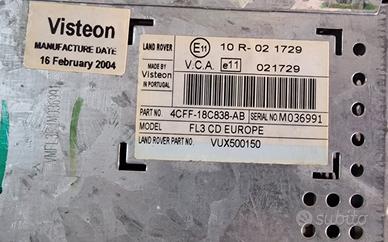 Visteon
MANUFACTURE DATE
16 February 2004
LAND ROVER
E11
10 R- 02 1729
V.C.A.
e11
021729
MADE BY
Visteon
IN PORTUGAL
PART NO
4CFF-18C838-AB
SERIAL NO.
M036991
MODEL
FL3 CD EUROPE
LAND ROVER PART NO
VUX500150
subito